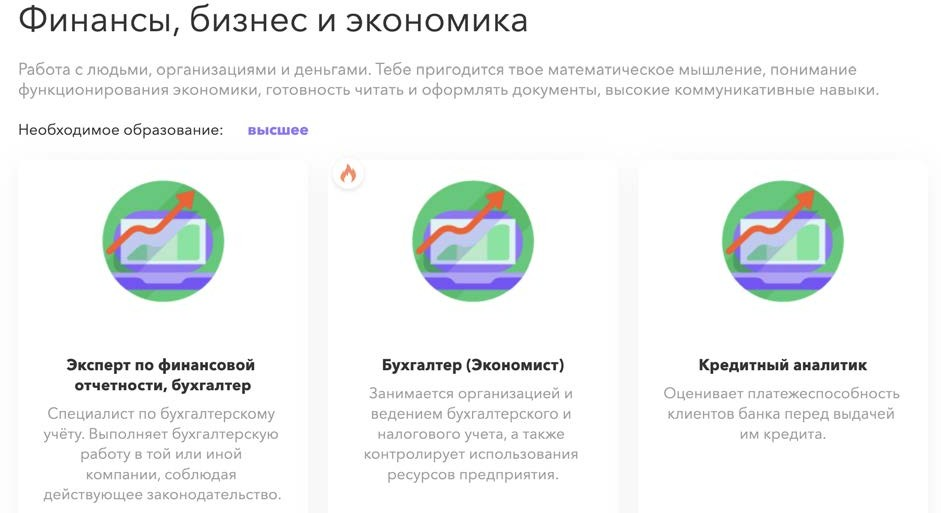 Финансы, бизнес и экономика
Работа с людьми, организациями и деньгами. Тебе пригодится твое математическое мышление, понимание
функционирования экономики, готовность читать и оформлять документы, высокие коммуникативные навыки.
Необходимое образование: высшее
Эксперт по финансовой
отчетности, бухгалтер
Специалист по бухгалтерскому
учёту. Выполняет бухгалтерскую
работу в той или иной
компании, соблюдая
действующее законодательство.
Бухгалтер (Экономист)
Занимается организацией и
ведением бухгалтерского и
налогового учета, а также
контролирует использования
ресурсов предприятия.
Кредитный аналитик
Оценивает платежеспособность
клиентов банка перед выдачей
им кредита.